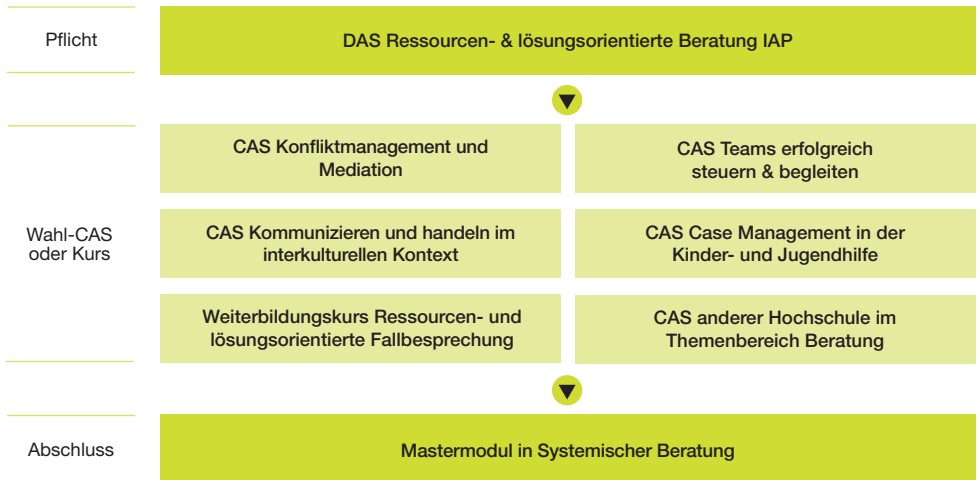 Pflicht
DAS Ressourcen- & lösungsorientierte Beratung IAP
Wahl-CAS
oder Kurs
CAS Konfliktmanagement und
Mediation
CAS Teams erfolgreich
steuern & begleiten
CAS Kommunizieren und handeln im
interkulturellen Kontext
CAS Case Management in der
Kinder- und Jugendhilfe
Weiterbildungskurs Ressourcen- und
lösungsorientierte Fallbesprechung
CAS anderer Hochschule im
Themenbereich Beratung
Abschluss
Mastermodul in Systemischer Beratung